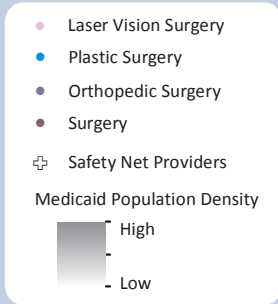 Laser Vision Surgery
Plastic Surgery
Orthopedic Surgery
Surgery
Safety Net Providers
Medicaid Population Density
High
Low